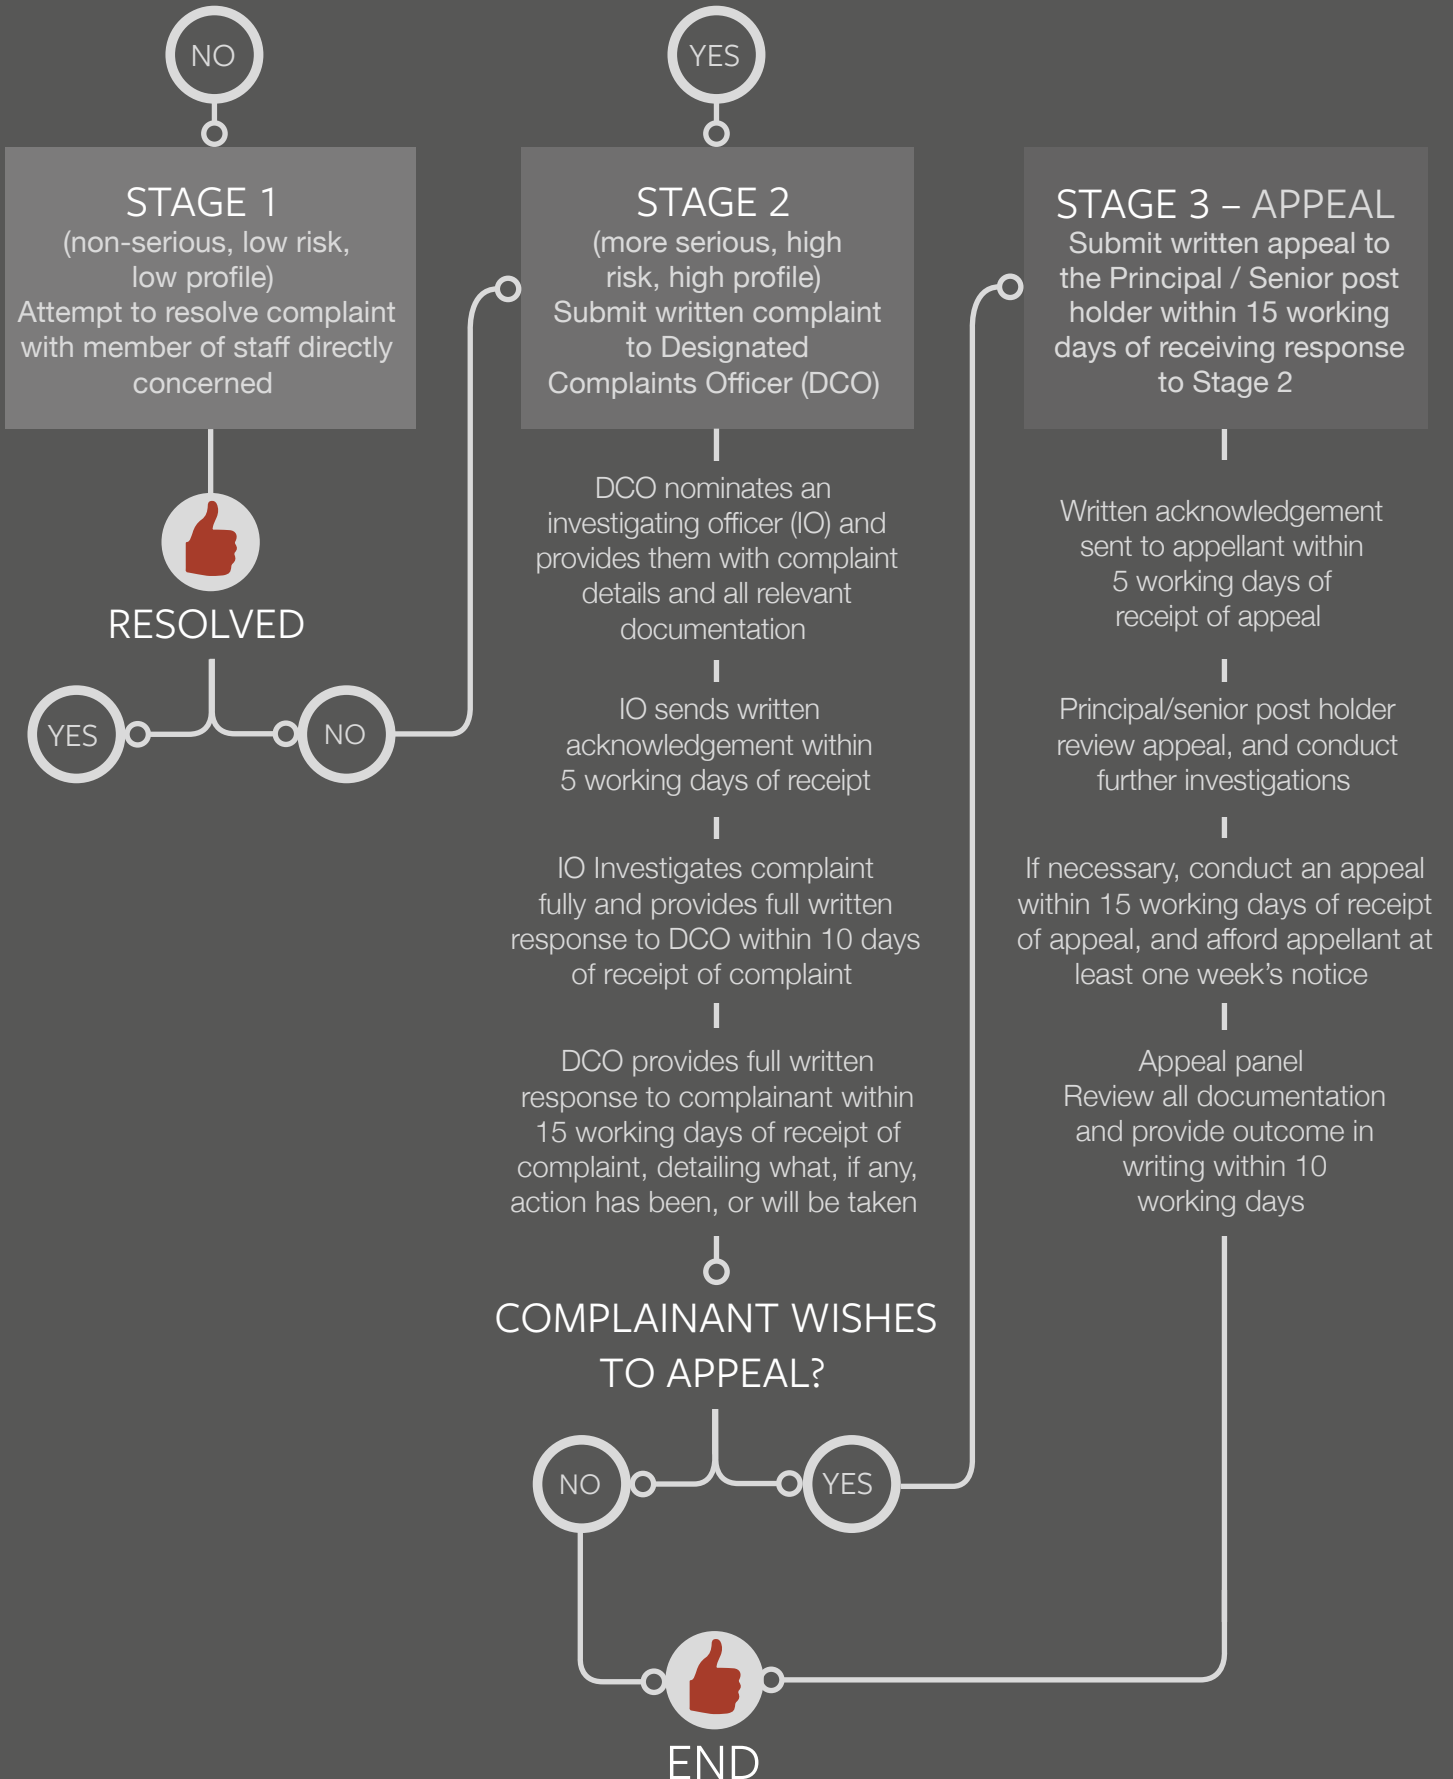 NO
STAGE 1
(non-serious, low risk,
low profile)
Attempt to resolve complaint
with member of staff directly
concerned
RESOLVED
YES
NO
YES
STAGE 2
(more serious, high
risk, high profile)
Submit written complaint
to Designated
Complaints Officer (DCO)
DCO nominates an
investigating officer (IO) and
provides them with complaint
details and all relevant
documentation
IO sends written
acknowledgement within
5 working days of receipt
IO Investigates complaint
fully and provides full written
response to DCO within 10 days
of receipt of complaint
DCO provides full written
response to complainant within
15 working days of receipt of
complaint, detailing what, if any,
action has been, or will be taken
COMPLAINANT WISHES
TO APPEAL?
NO
YES
STAGE 3 – APPEAL
Submit written appeal to
the Principal / Senior post
holder within 15 working
days of receiving response
to Stage 2
Written acknowledgement
sent to appellant within
5 working days of
receipt of appeal
Principal/senior post holder
review appeal, and conduct
further investigations
If necessary, conduct an appeal
within 15 working days of receipt
of appeal, and afford appellant at
least one week's notice
Appeal panel
Review all documentation
and provide outcome in
writing within 10
working days
END